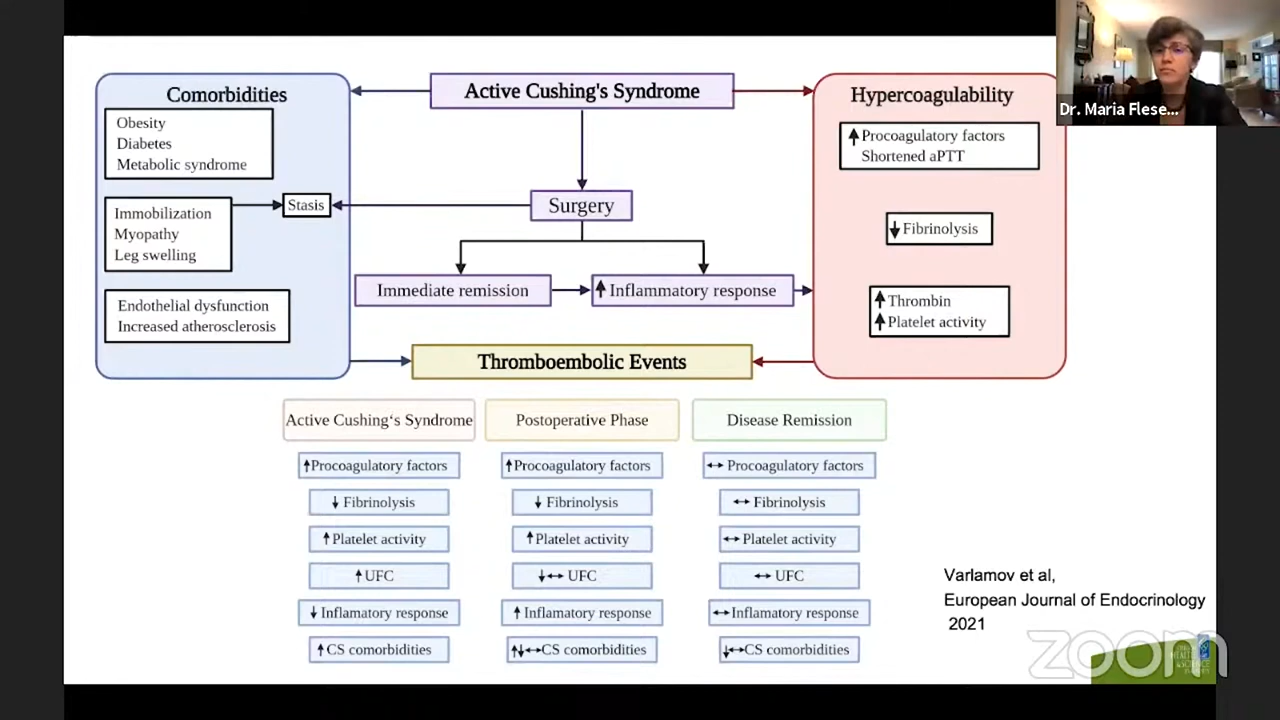 Comorbidities
Obesity
Diabetes
Metabolic syndrome
Immobilization
Myopathy
Leg swelling
Stasis
Endothelial dysfunction
Increased atherosclerosis
Active Cushing's Syndrome
Surgery
Immediate remission
↑ Inflammatory response
Hypercoagulability
↑ Procoagulatory factors
Shortened aPTT
↓ Fibrinolysis
↑ Thrombin
↑ Platelet activity
Dr. Maria Flese...
Thromboembolic Events
Active Cushing‘s Syndrome
↑Procoagulatory factors
↓ Fibrinolysis
↑Platelet activity
↑UFC
↓ Inflamatory response
↑CS comorbidities
Postoperative Phase
↑Procoagulatory factors
↓ Fibrinolysis
↑Platelet activity
↓↔ UFC
↑ Inflamatory response
↑↓↔CS comorbidities
Disease Remission
↔ Procoagulatory factors
↔ Fibrinolysis
↔ Platelet activity
↔ UFC
↔Inflamatory response
↓↔CS comorbidities
Varlamov et al,
European Journal of Endocrinology
2021
zoom